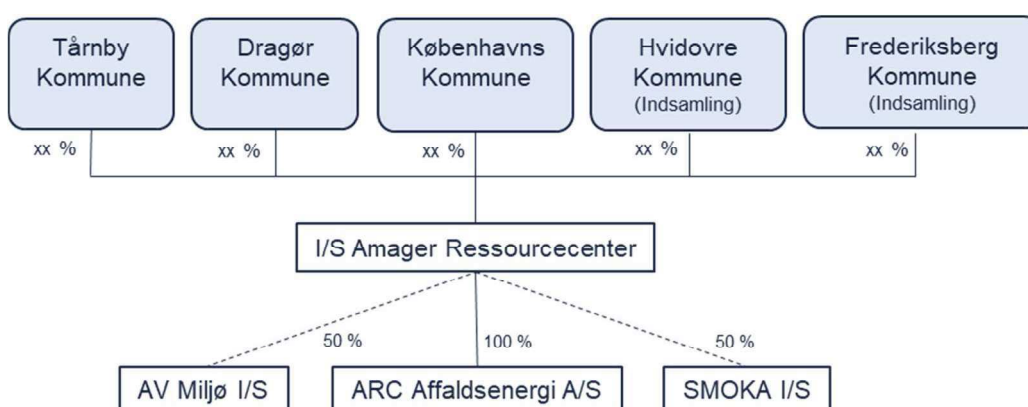 Tårnby
Kommune
Dragør
Kommune
Københavns
Kommune
Hvidovre
Kommune
(Indsamling)
Frederiksberg
Kommune
(Indsamling)
xx %
xx %
xx %
xx %
xx %
I/S Amager Ressourcecenter
50 %
100 %
50 %
AV Miljø I/S
ARC Affaldsenergi A/S
SMOKA I/S